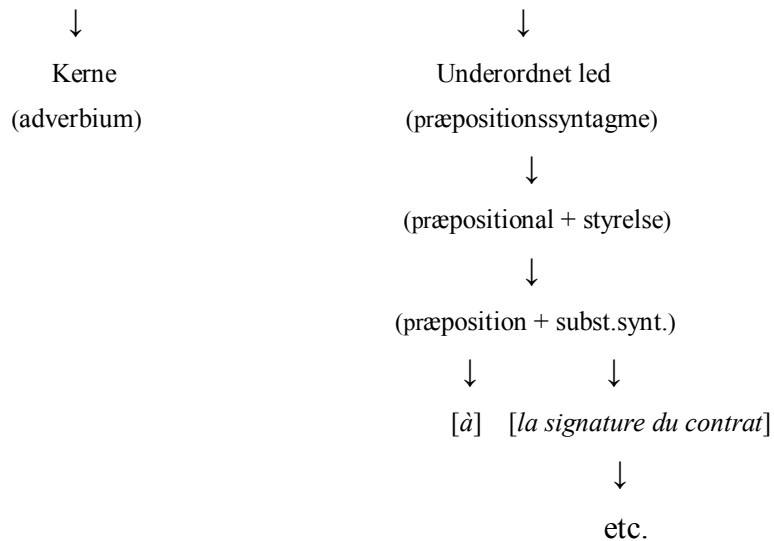 ↓ ↓
Kerne Underordnet led
(adverbium) (præpositionssyntagme)
↓
(præpositional + styrelse)
↓
(præposition + subst.synt.)
↓ ↓
[à] [la signature du contrat]
↓
etc.